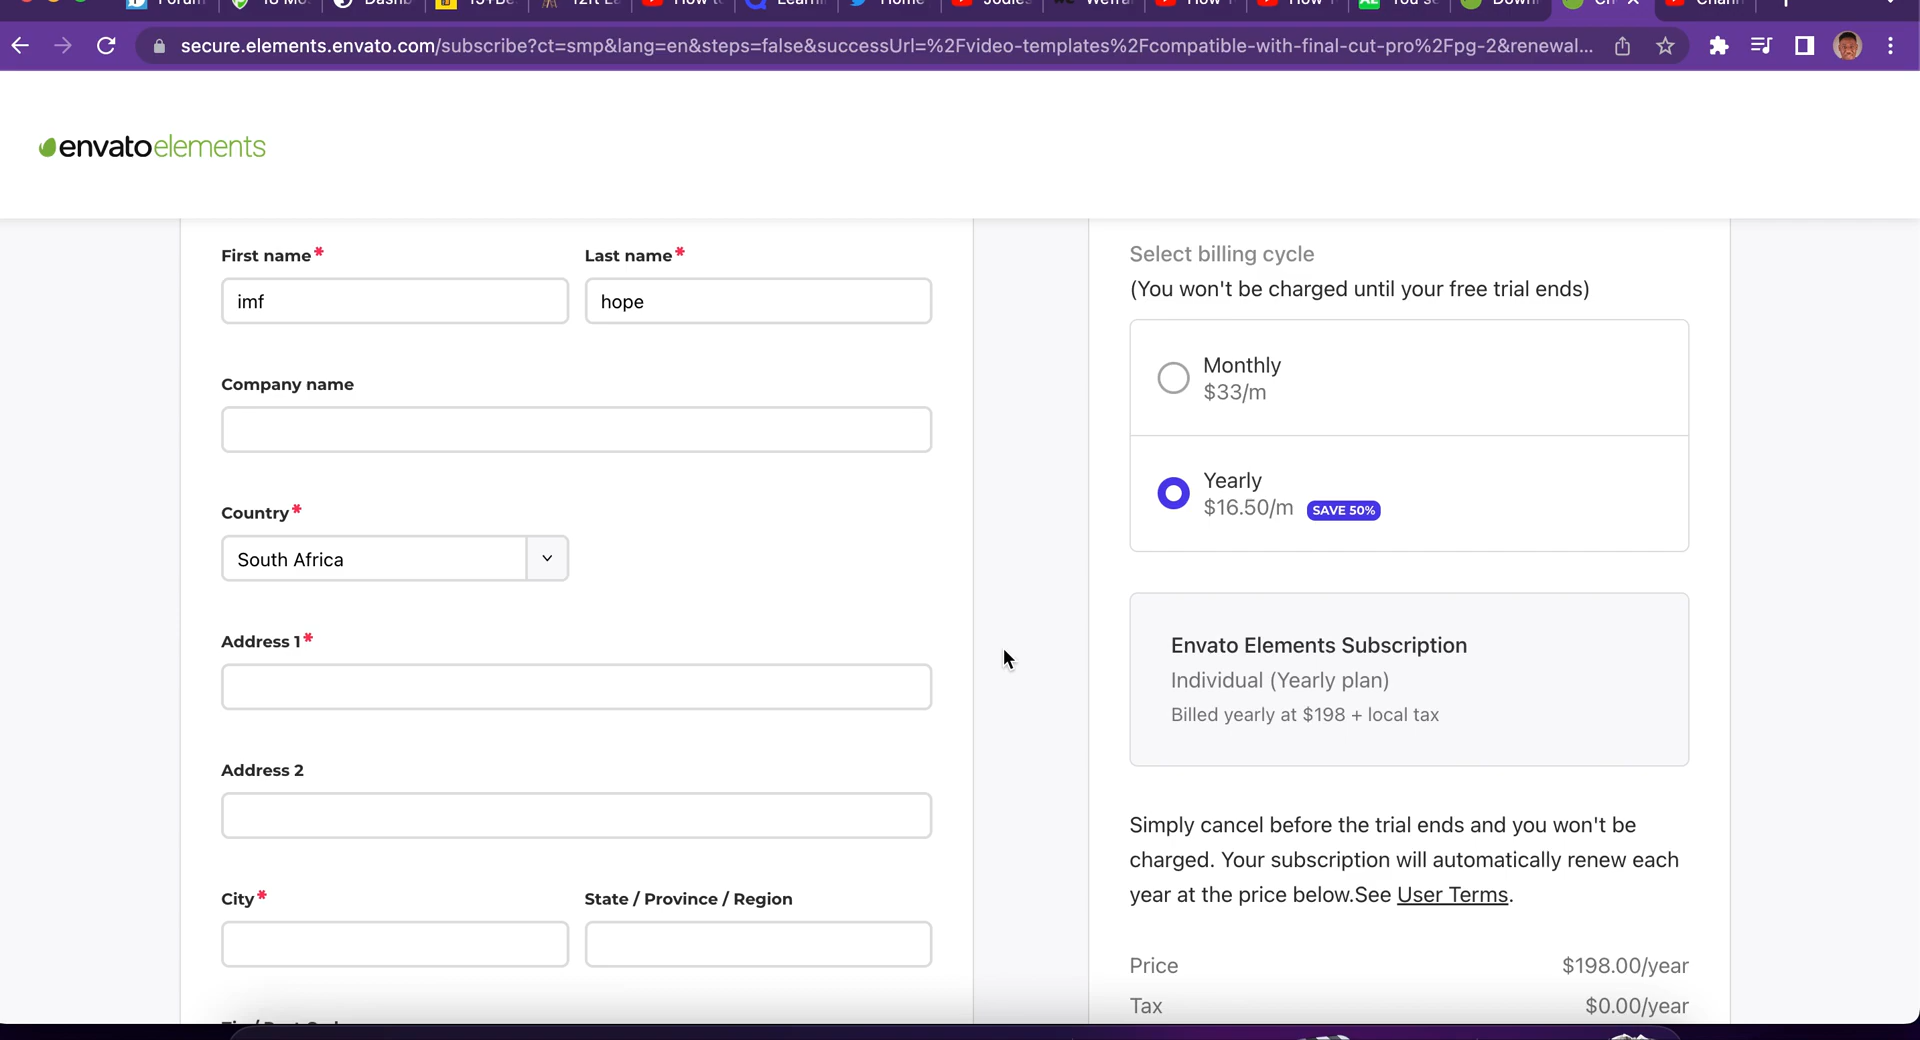 secure.elements.envato.com/subscribe?ct=smp&lang=en&steps=false&successUrl=%2Fvideo-templates%2Fcompatible-with-final-cut-pro%2Fpg-2&renewal...
envatoelements
First name*
Last name*
imf
hope
Company name
Country*
South Africa
Address 1*
Address 2
City*
State / Province / Region
Select billing cycle
(You won't be charged until your free trial ends)
Monthly
$33/m
Yearly
$16.50/m SAVE 50%
Envato Elements Subscription
Individual (Yearly plan)
Billed yearly at $198 + local tax
Simply cancel before the trial ends and you won't be
charged. Your subscription will automatically renew each
year at the price below.See User Terms.
Price $198.00/year
Tax $0.00/year